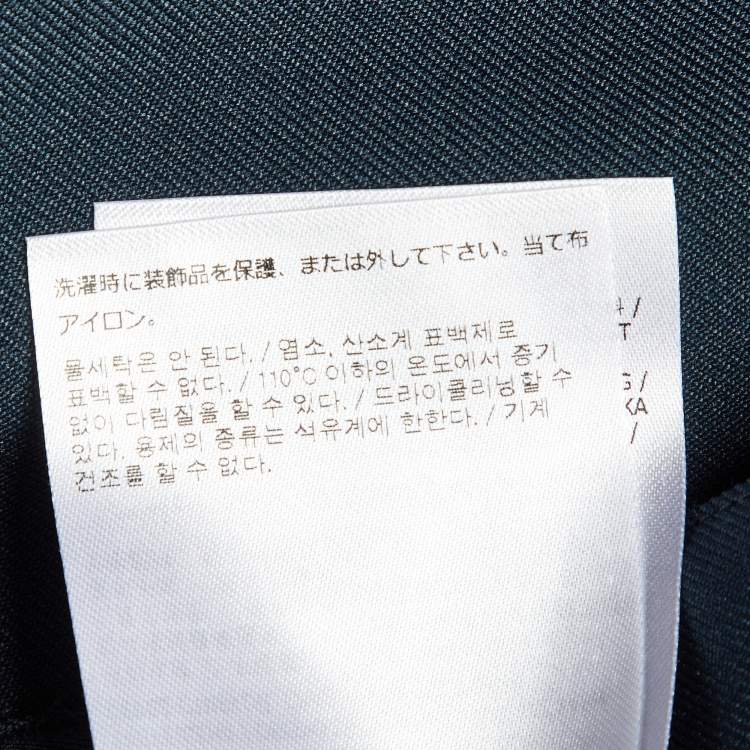 洗濯時に装飾品を保護、または外して下さい。当て布
アイロン。
물세탁은 안 된다. / 염소, 산소계 표백제로
표백할 수 없다. / 110°C 이하의 온도에서 증기
없이 다림질을 할 수 있다. / 드라이클리닝할 수
있다. 용제의 종류는 석유계에 한한다. / 기계
건조를 할 수 없다.
/
T
/
KA
/